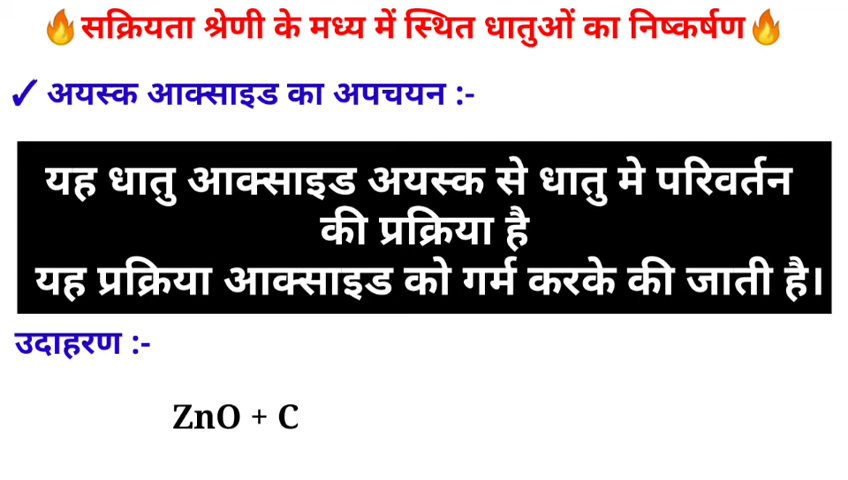 🔥सक्रियता श्रेणी के मध्य में स्थित धातुओं का निष्कर्षण🔥
✓ अयस्क आक्साइड का अपचयन :-
यह धातु आक्साइड अयस्क से धातु मे परिवर्तन
की प्रक्रिया है
यह प्रक्रिया आक्साइड को गर्म करके की जाती है।
उदाहरण :-
ZnO + C